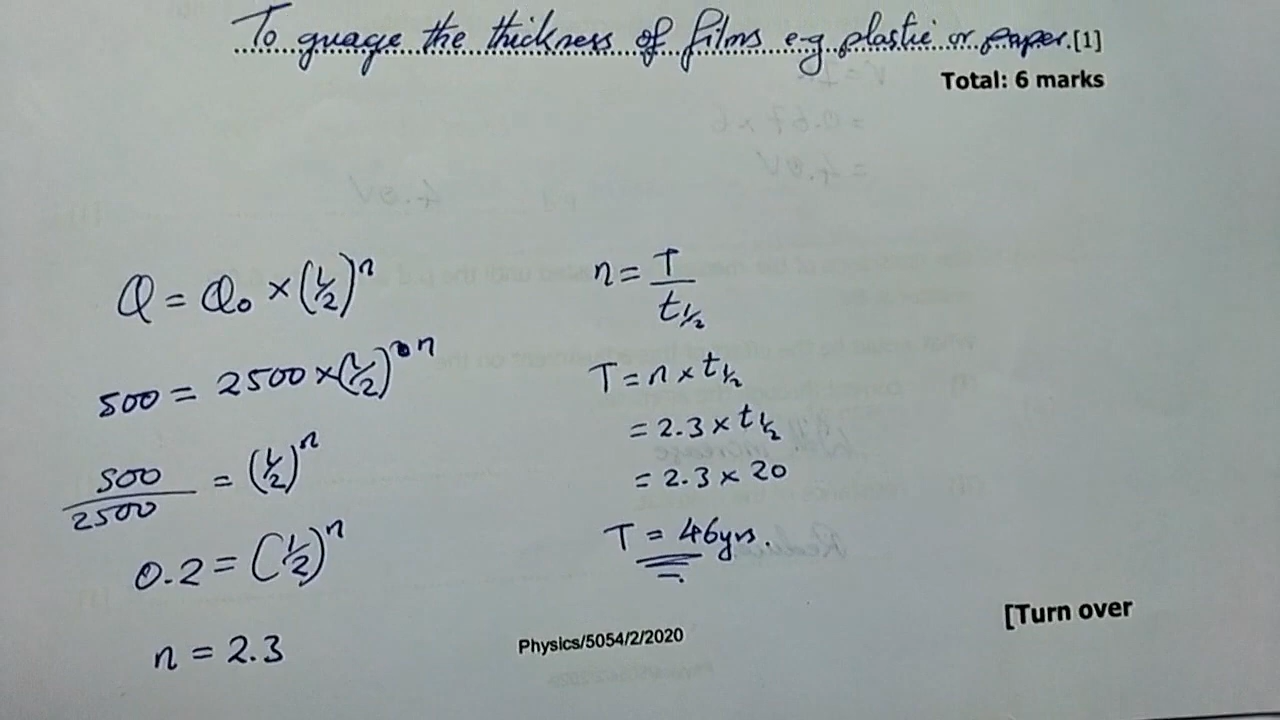 To guage the thickness of films e.g plastic or paper.[1]
Total: 6 marks
Q = Q₀ × (1/2)ⁿ
500 = 2500 × (1/2)ⁿ
500/2500 = (1/2)ⁿ
0.2 = (1/2)ⁿ
n = 2.3
n = T/t½
T = n × t½
= 2.3 × t½
= 2.3 × 20
T = 46yrs.
Physics/5054/2/2020
[Turn over